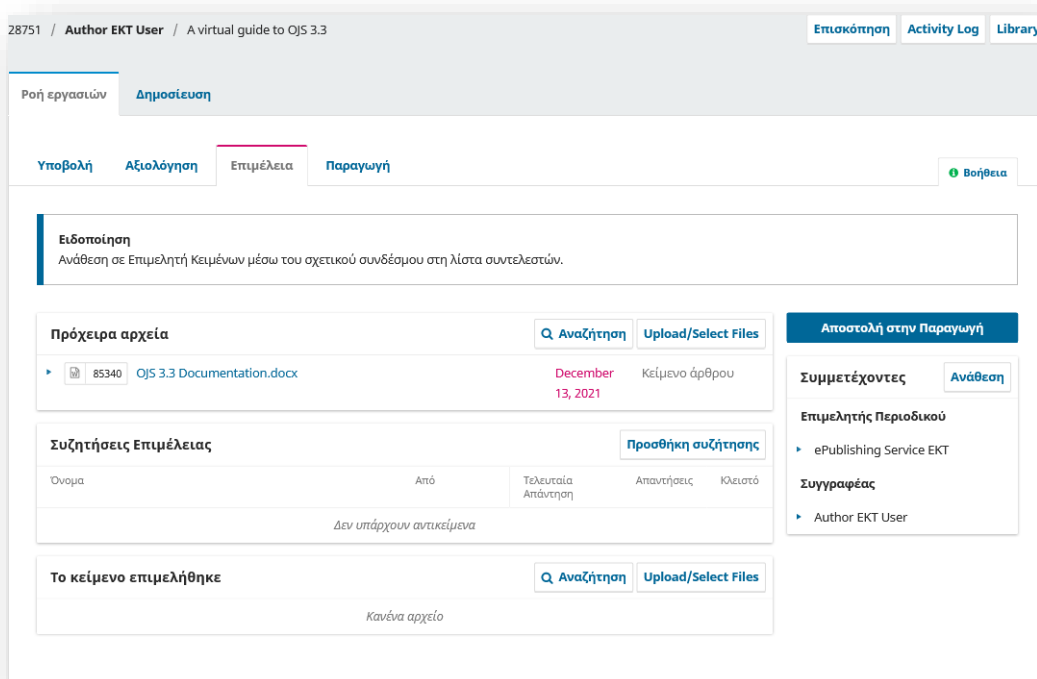 28751 / Author EKT User / A virtual guide to OJS 3.3
Επισκόπηση Activity Log Library
Ροή εργασιών Δημοσίευση
Υποβολή Αξιολόγηση Επιμέλεια Παραγωγή
Βοήθεια
Ειδοποίηση
Ανάθεση σε Επιμελητή Κειμένων μέσω του σχετικού συνδέσμου στη λίστα συντελεστών.
Πρόχειρα αρχεία Αναζήτηση Upload/Select Files
85340 OJS 3.3 Documentation.docx December 13, 2021 Κείμενο άρθρου
Συζητήσεις Επιμέλειας Προσθήκη συζήτησης
Όνομα Από Τελευταία Απάντηση Απαντήσεις Κλειστό
Δεν υπάρχουν αντικείμενα
Το κείμενο επιμελήθηκε Αναζήτηση Upload/Select Files
Κανένα αρχείο
Αποστολή στην Παραγωγή
Συμμετέχοντες Ανάθεση
Επιμελητής Περιοδικού
ePublishing Service EKT
Συγγραφέας
Author EKT User